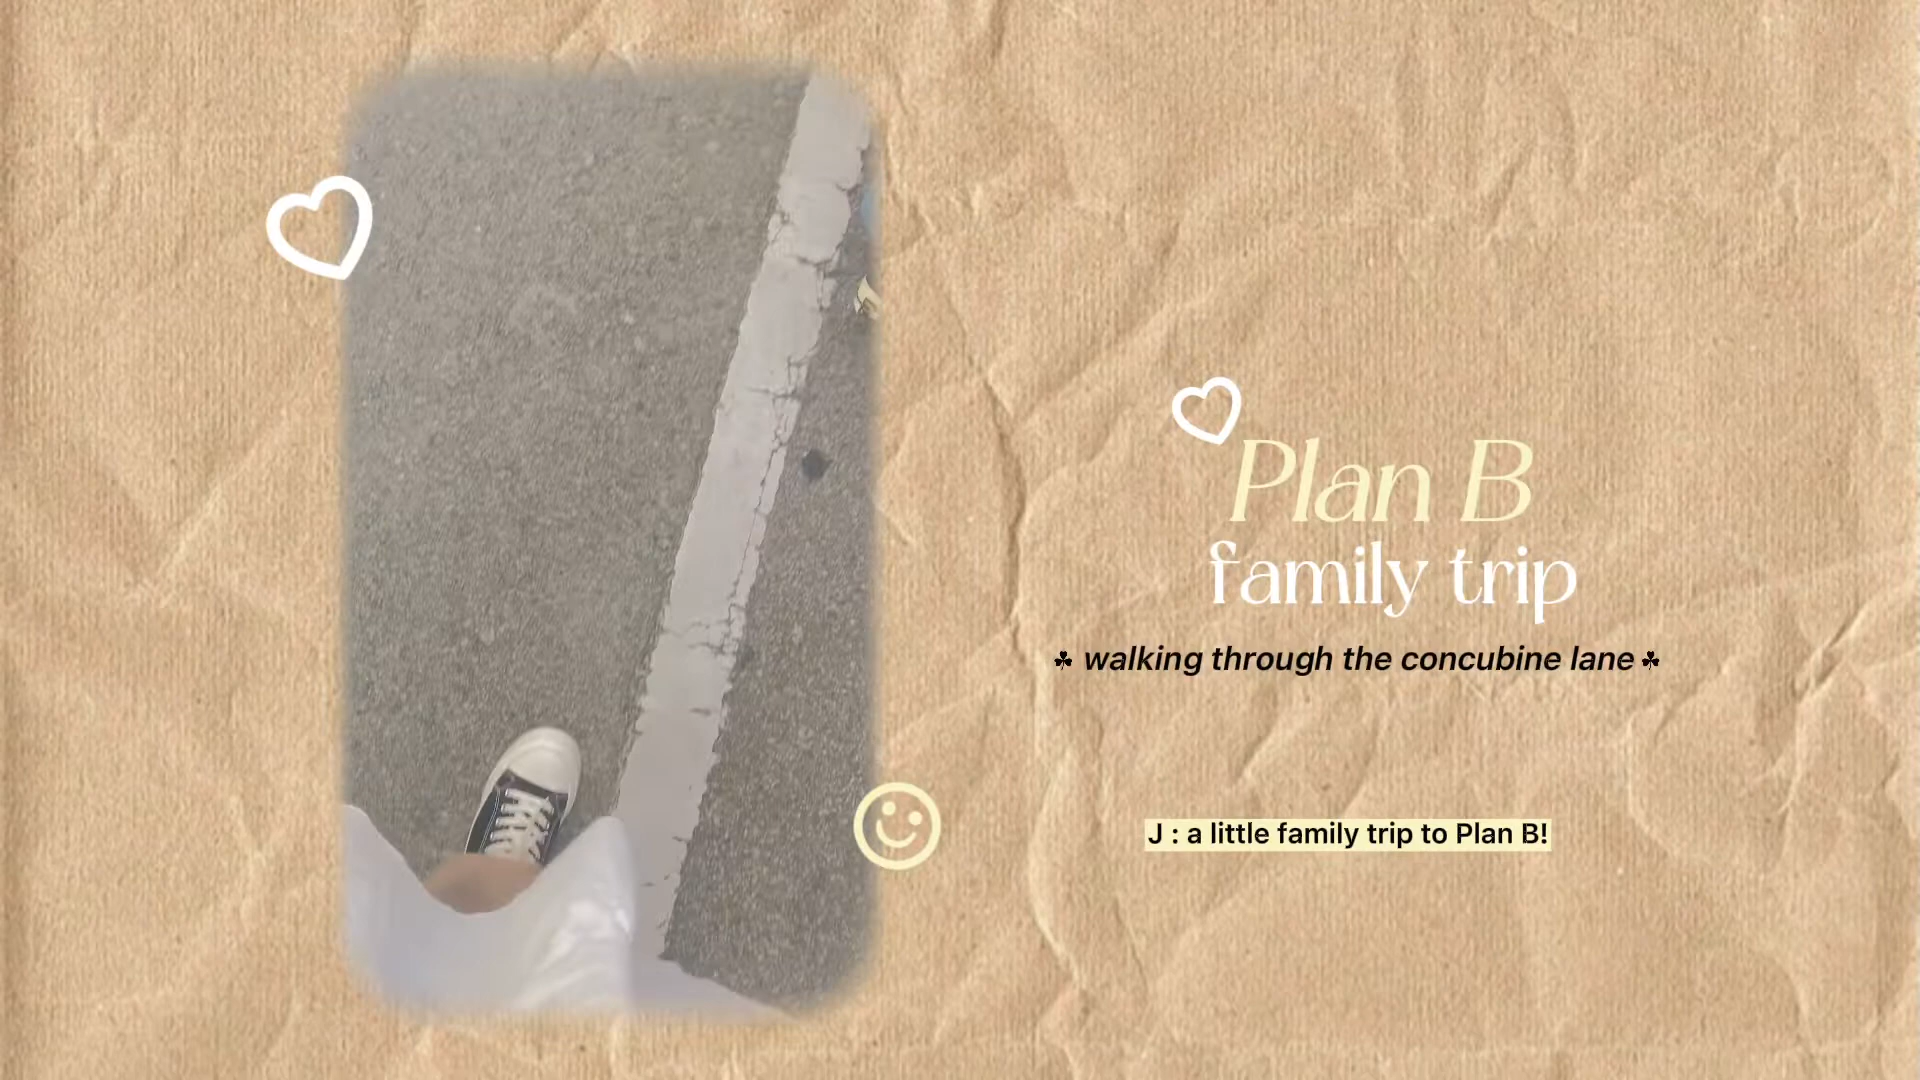 Plan B
family trip
☘ walking through the concubine lane ☘
J : a little family trip to Plan B!